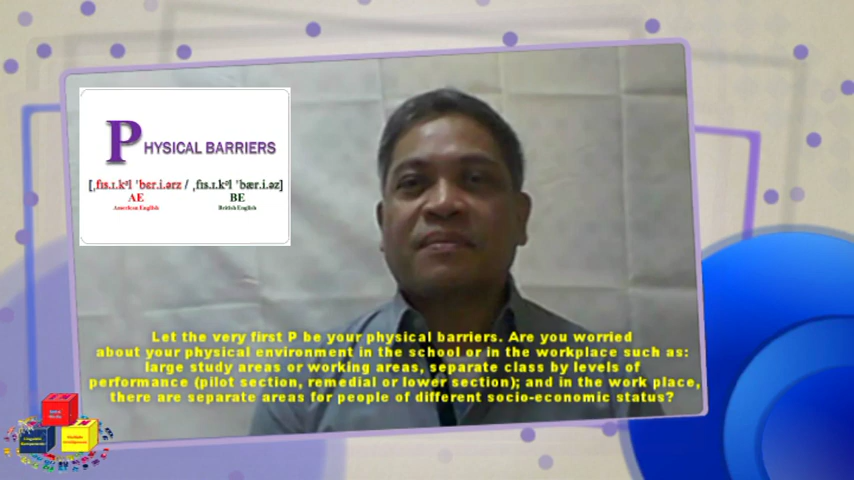 PHYSICAL BARRIERS
[ˌfɪs.ɪ.kᵊl ˈbɛr.i.ərz / ˌfɪs.ɪ.kᵊl ˈbær.i.əz]
AE BE
American English British English
Let the very first P be your physical barriers. Are you worried
about your physical environment in the school or in the workplace such as:
large study areas or working areas, separate class by levels of
performance (pilot section, remedial or lower section); and in the work place,
there are separate areas for people of different socio-economic status?